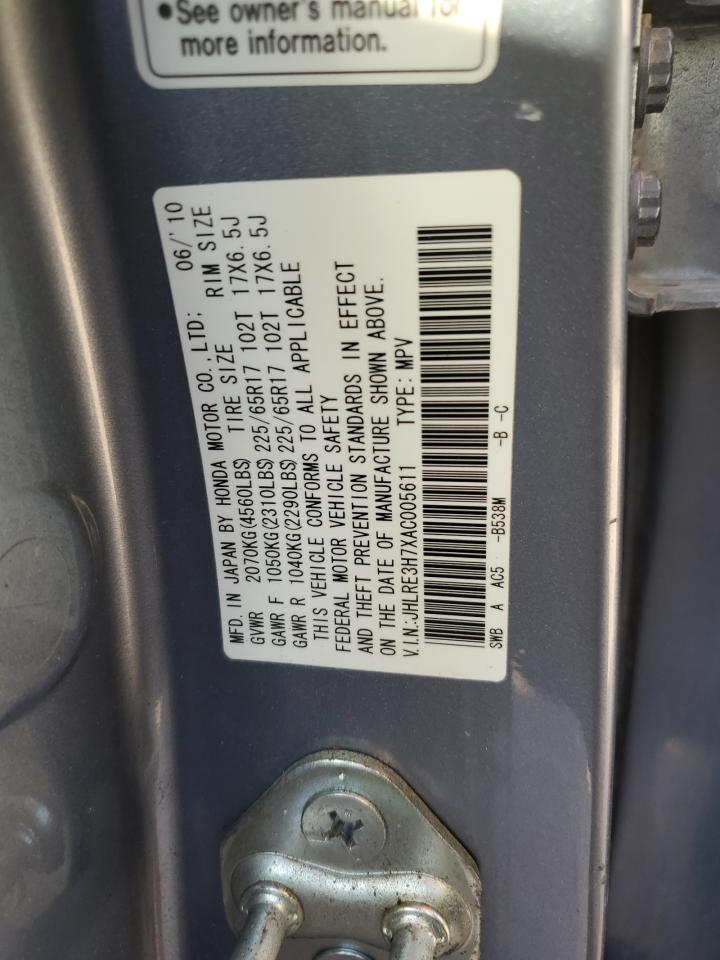 •See owner's manual for
more information.
MFD. IN JAPAN BY HONDA MOTOR CO., LTD; 06/'10
GVWR 2070KG(4560LBS) TIRE SIZE RIM SIZE
GAWR F 1050KG(2310LBS) 225/65R17 102T 17X6.5J
GAWR R 1040KG(2290LBS) 225/65R17 102T 17X6.5J
THIS VEHICLE CONFORMS TO ALL APPLICABLE
FEDERAL MOTOR VEHICLE SAFETY
AND THEFT PREVENTION STANDARDS IN EFFECT
ON THE DATE OF MANUFACTURE SHOWN ABOVE.
V.I.N.:JHLRE3H7XAC005611 TYPE: MPV
SWB A AC5 -B538M -B -C